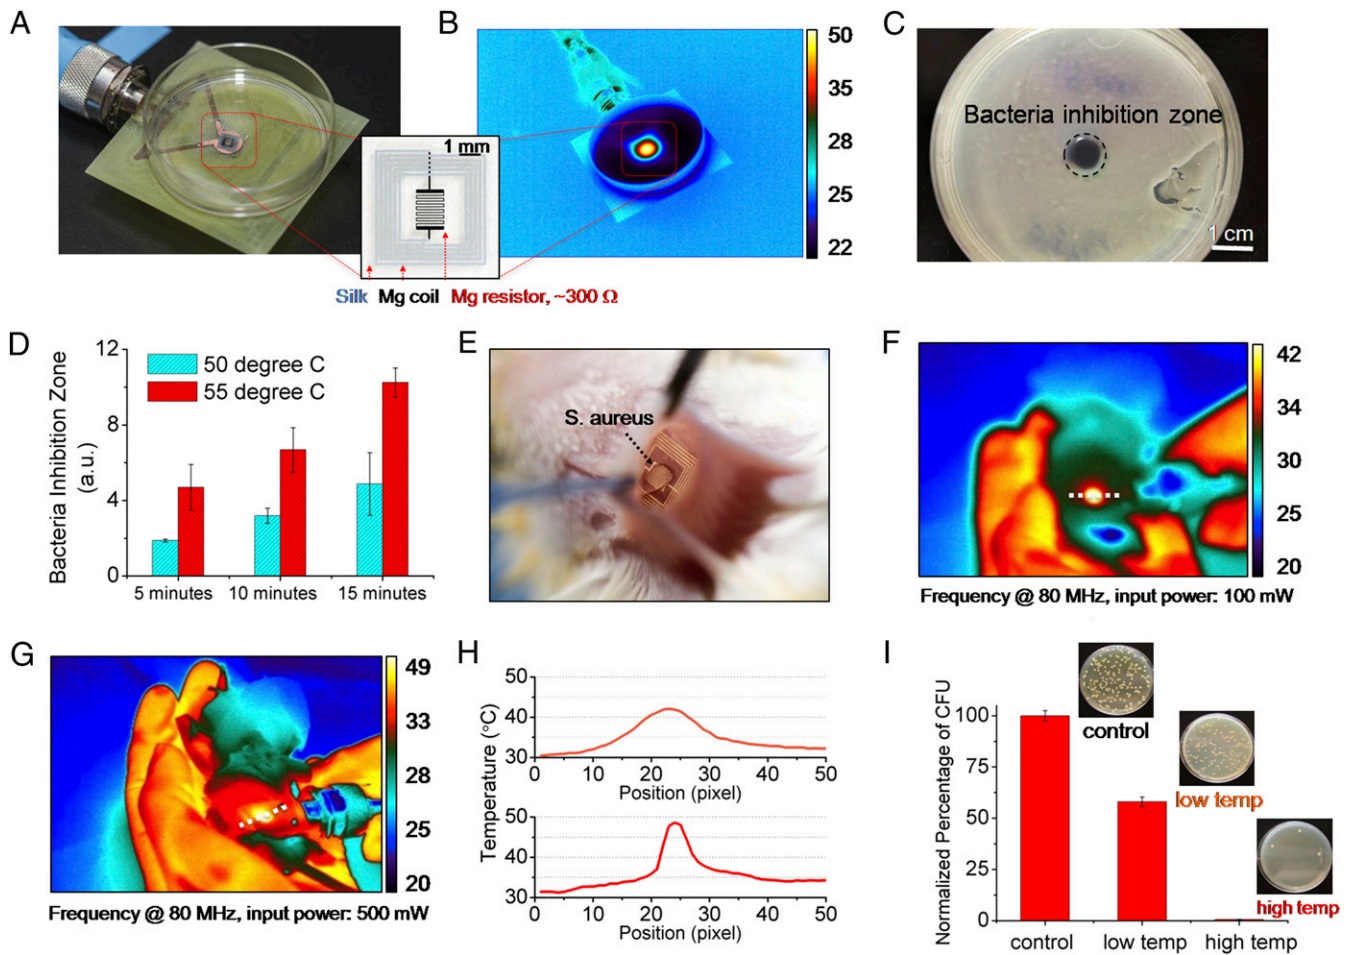 A
B
C
50
35
28
25
22
1 mm
Silk Mg coil Mg resistor, ~300 Ω
Bacteria inhibition zone
1 cm
D
Bacteria Inhibition Zone
(a.u.)
12
8
4
0
50 degree C
55 degree C
5 minutes 10 minutes 15 minutes
E
S. aureus
F
42
34
30
25
20
Frequency @ 80 MHz, input power: 100 mW
G
49
33
28
25
20
Frequency @ 80 MHz, input power: 500 mW
H
Temperature (°C)
50
40
30
0 10 20 30 40 50
Position (pixel)
50
40
30
0 10 20 30 40 50
Position (pixel)
I
Normalized Percentage of CFU
100
75
50
25
0
control
low temp
high temp
control low temp high temp